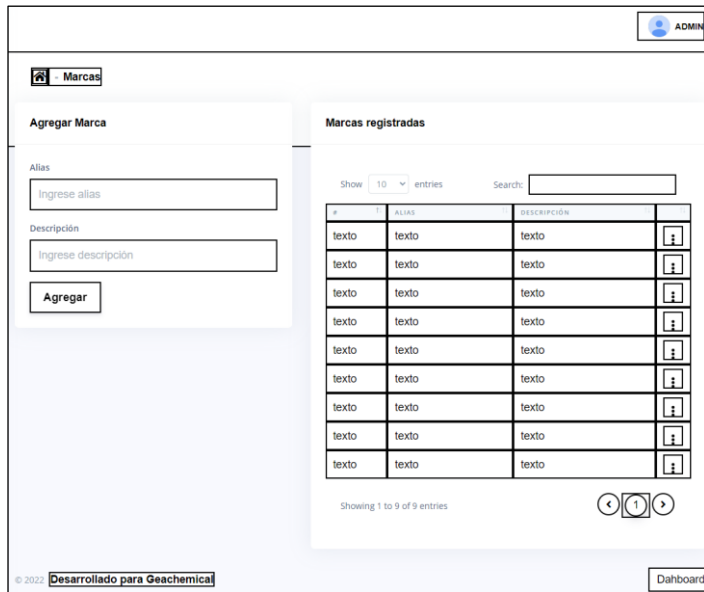 ADMIN
- Marcas
Agregar Marca
Marcas registradas
Alias
Ingrese alias
Descripción
Ingrese descripción
Agregar
Show 10 entries Search:
# ALIAS DESCRIPCIÓN
texto texto texto
texto texto texto
texto texto texto
texto texto texto
texto texto texto
texto texto texto
texto texto texto
texto texto texto
texto texto texto
Showing 1 to 9 of 9 entries 1
© 2022 Desarrollado para Geachemical Dahboard